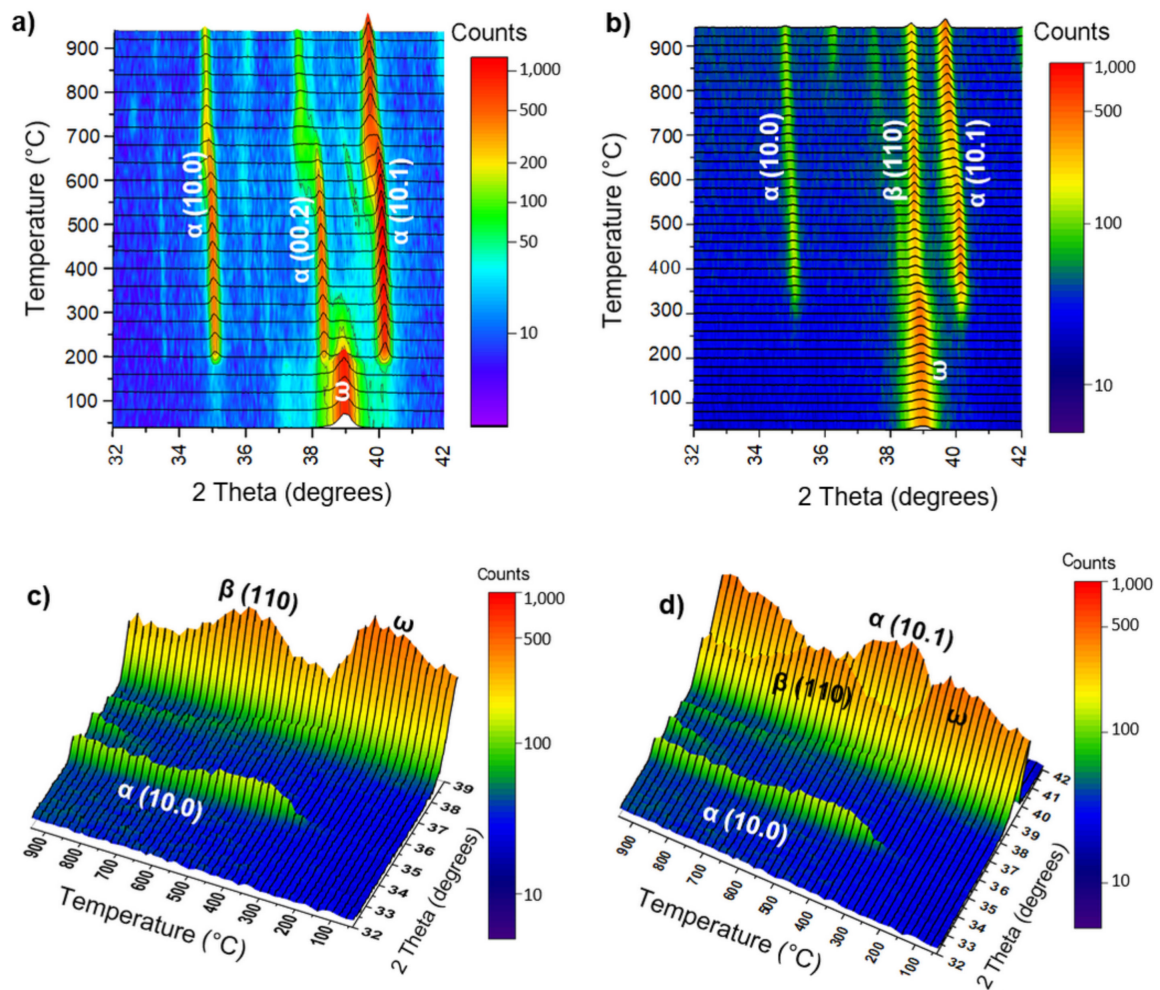 a)
Counts
Temperature (°C)
900
800
700
600
500
400
300
200
100
α (10.0)
α (00.2)
α (10.1)
ω
1,000
500
200
100
50
10
32
34
36
38
40
42
2 Theta (degrees)
b)
Counts
Temperature (°C)
900
800
700
600
500
400
300
200
100
α (10.0)
β (110)
α (10.1)
ω
1,000
500
100
10
32
34
36
38
40
42
2 Theta (degrees)
c)
Counts
β (110)
ω
α (10.0)
1,000
500
100
10
39
38
37
36
35
34
33
32
900
800
700
600
500
400
300
200
100
Temperature (°C)
2 Theta (degrees)
d)
Counts
α (10.1)
β (110)
ω
α (10.0)
1,000
500
100
10
42
41
40
39
38
37
36
35
34
33
32
900
800
700
600
500
400
300
200
100
Temperature (°C)
2 Theta (degrees)